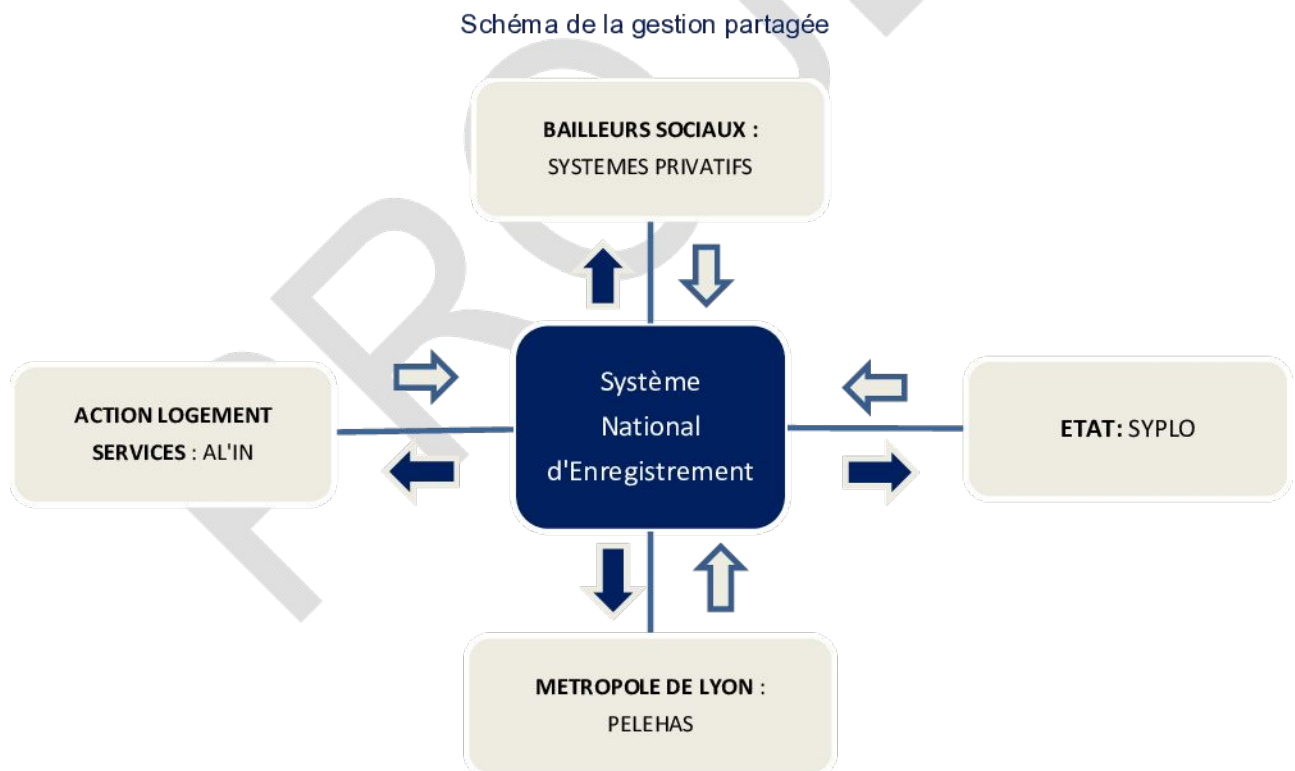 Schéma de la gestion partagée
BAILLEURS SOCIAUX :
SYSTEMES PRIVATIFS
ACTION LOGEMENT
SERVICES : AL'IN
Système
National
d'Enregistrement
ETAT: SYPLO
METROPOLE DE LYON :
PELEHAS